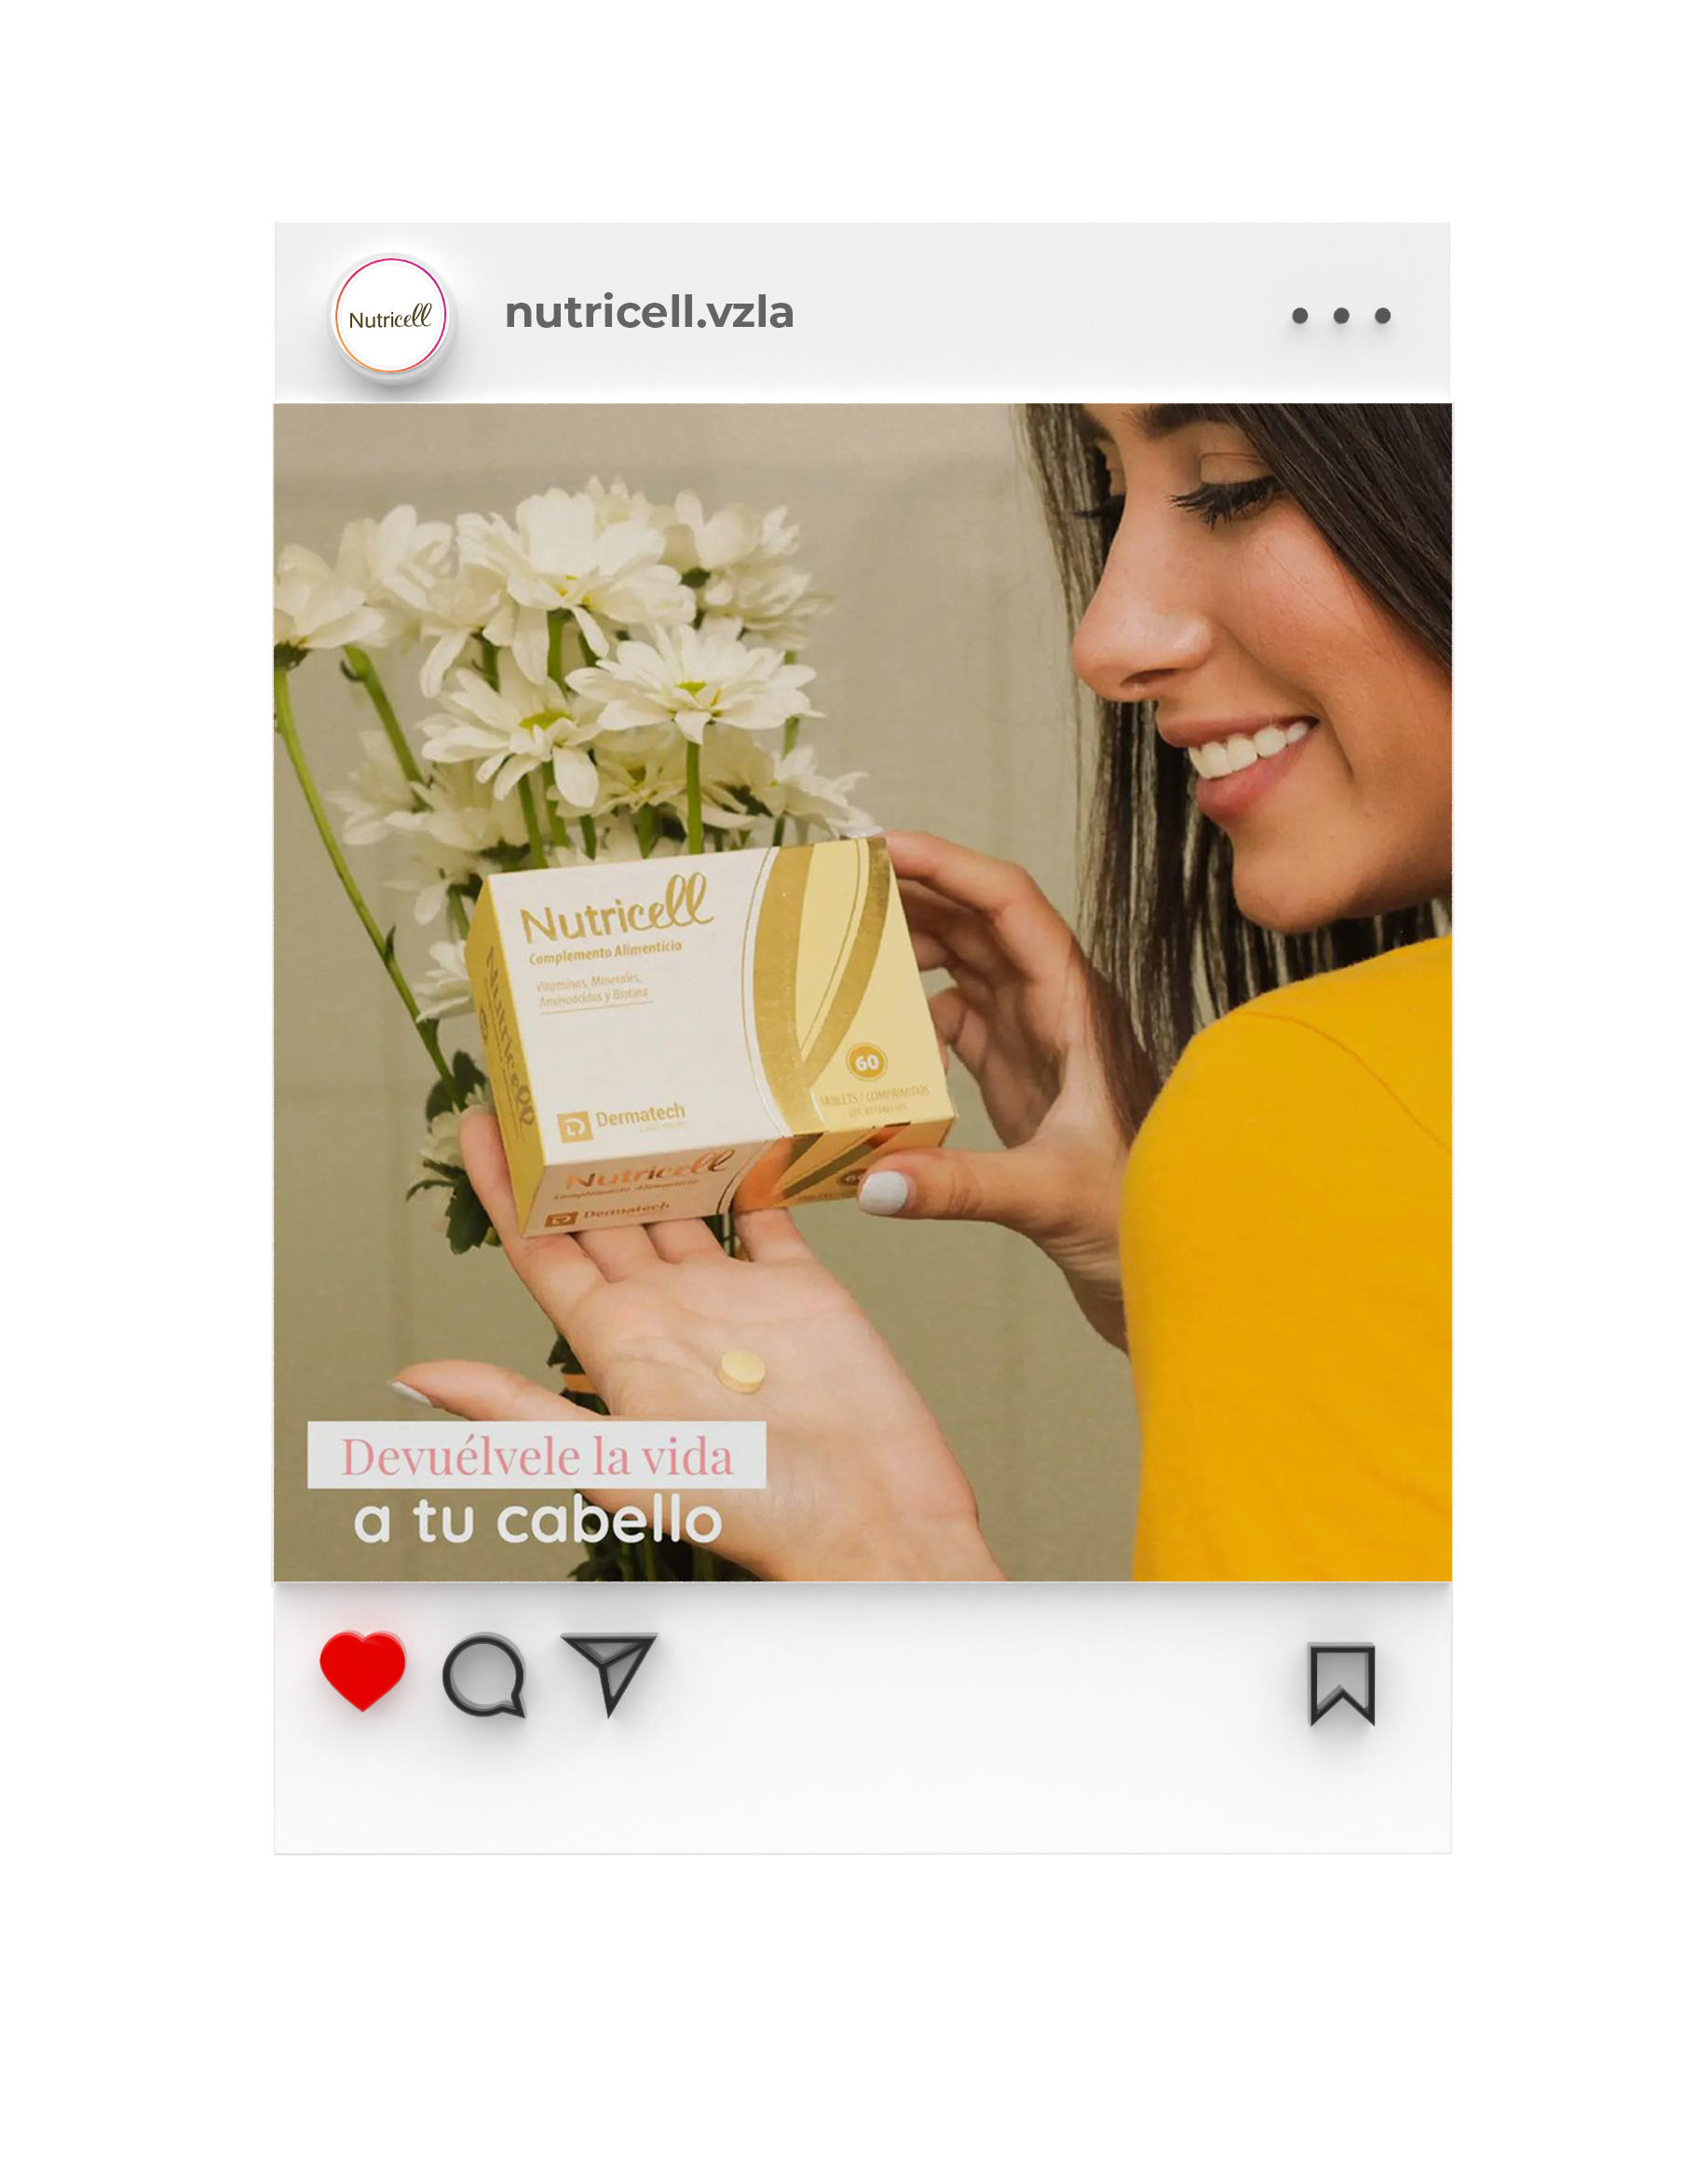 Nutricell
nutricell.vzla
Nutricell
Complemento Alimenticio
Vitaminas, Minerales,
Aminoácidos y Biotina
60
TABLETS / COMPRIMIDOS
Dermatech
Nutricell
Nutricell
Complemento Alimenticio
Dermatech
Devuélvele la vida
a tu cabello